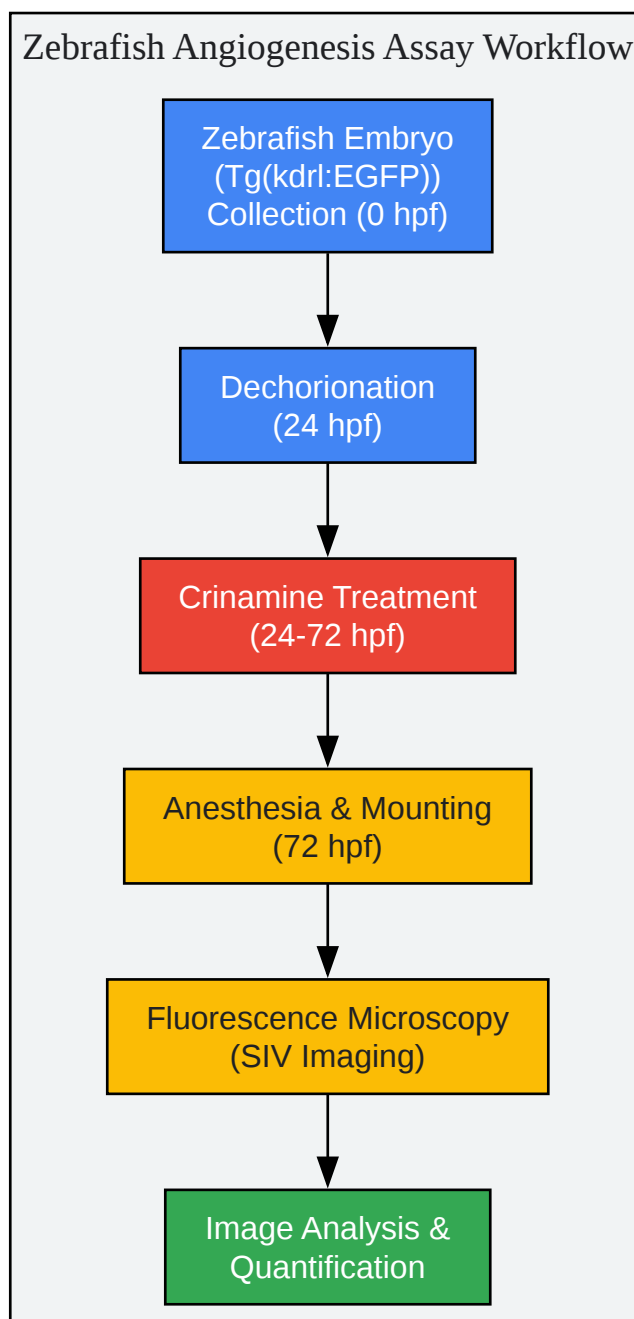 Zebrafish Angiogenesis Assay Workflow
Zebrafish Embryo
(Tg(kdrl:EGFP))
Collection (0 hpf)
Dechorionation
(24 hpf)
Crinamine Treatment
(24-72 hpf)
Anesthesia & Mounting
(72 hpf)
Fluorescence Microscopy
(SIV Imaging)
Image Analysis &
Quantification